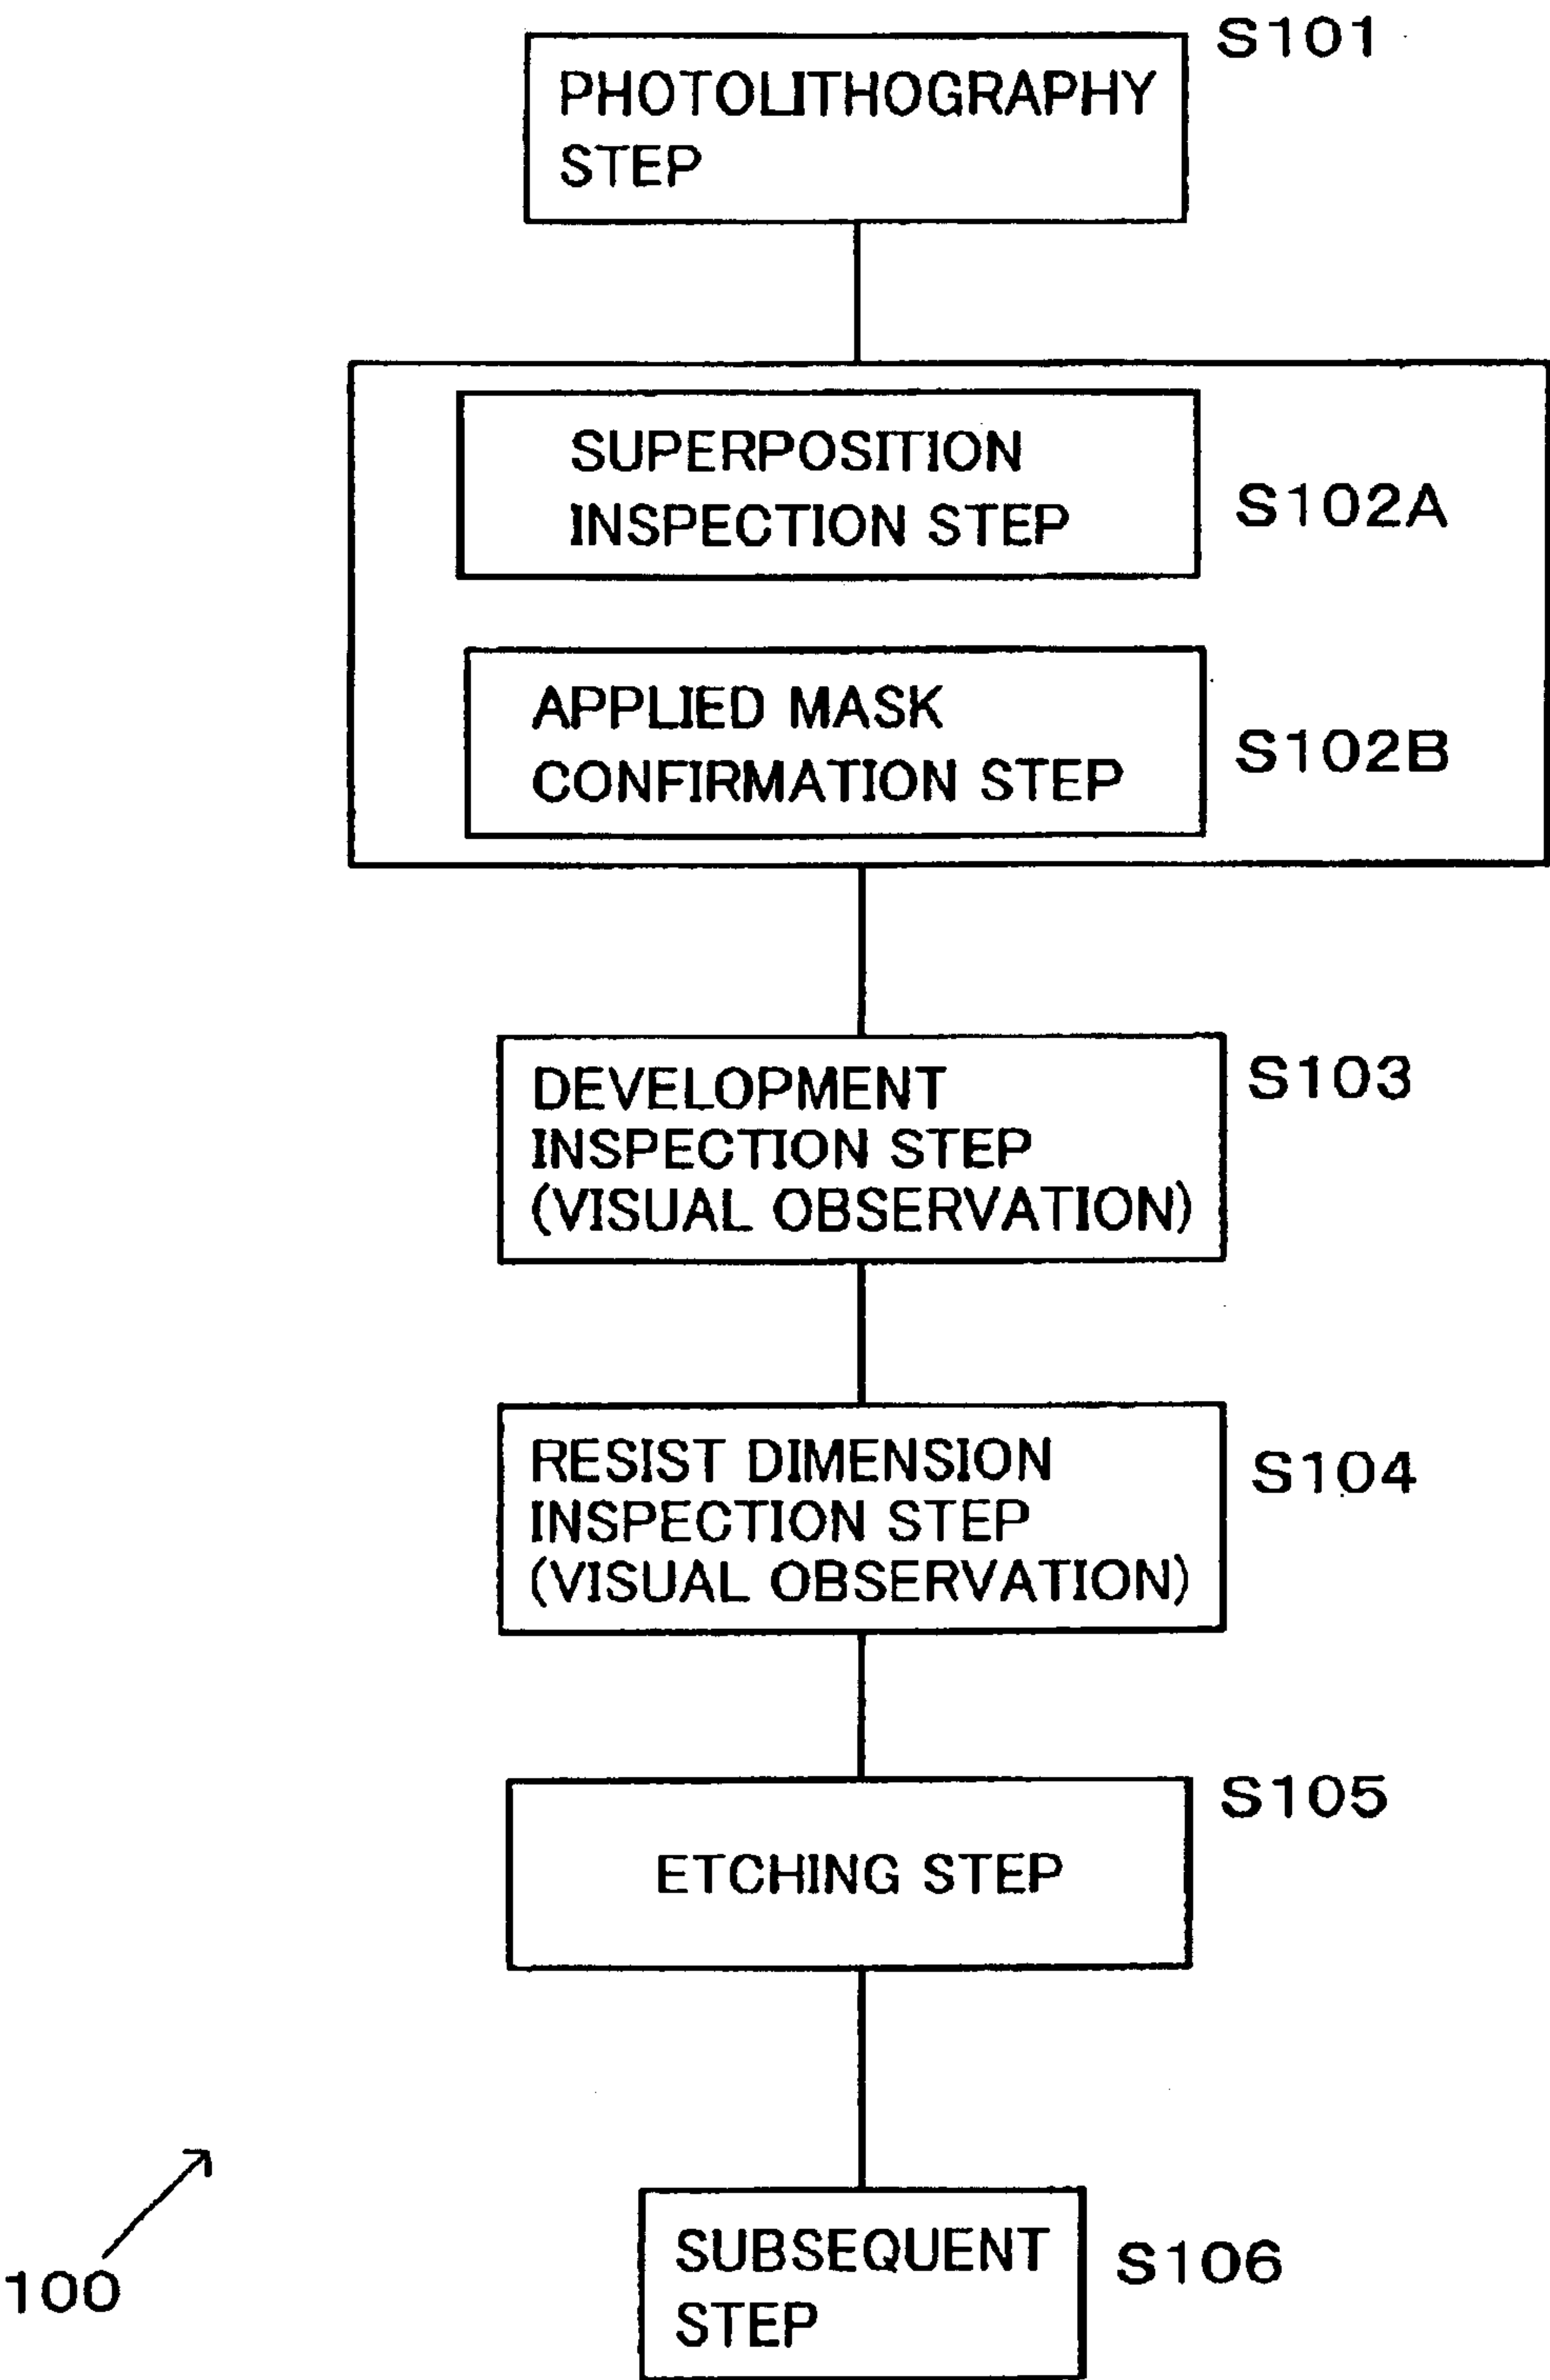 S101
PHOTOLITHOGRAPHY
STEP
SUPERPOSITION
INSPECTION STEP
S102A
APPLIED MASK
CONFIRMATION STEP
S102B
DEVELOPMENT
INSPECTION STEP
(VISUAL OBSERVATION)
S103
RESIST DIMENSION
INSPECTION STEP
(VISUAL OBSERVATION)
S104
S105
ETCHING STEP
SUBSEQUENT
STEP
S106
100